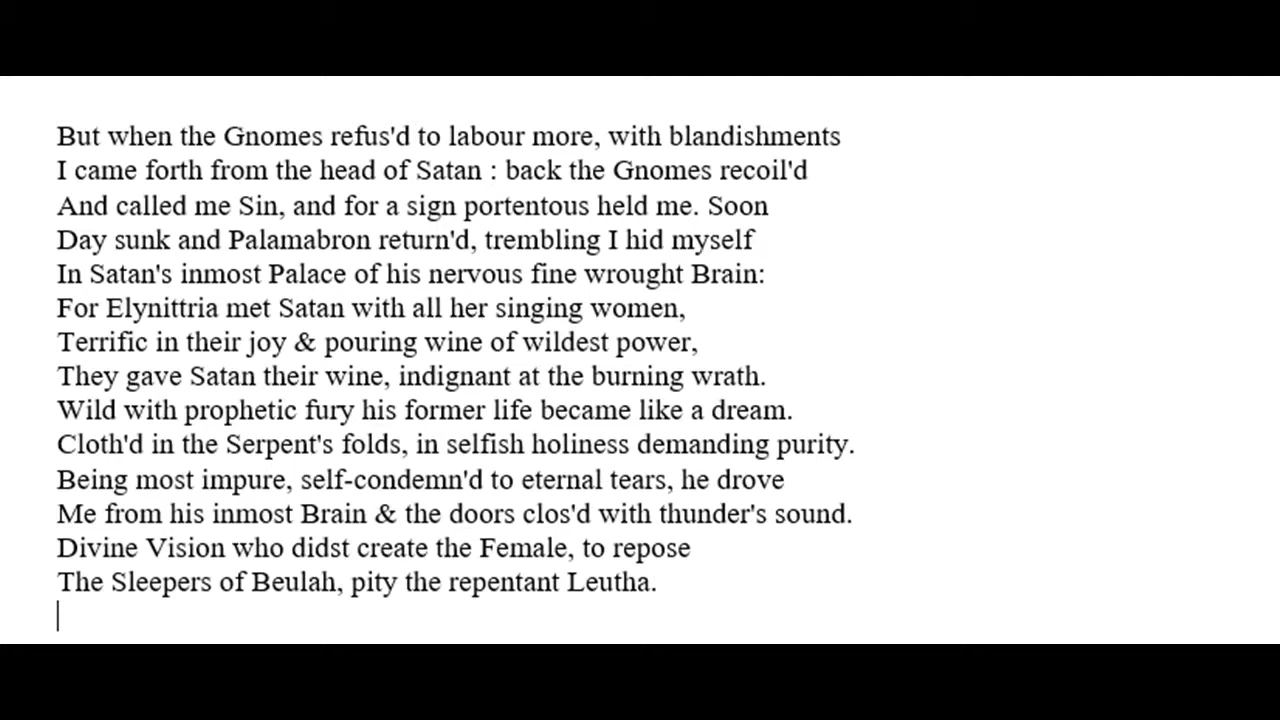 But when the Gnomes refus'd to labour more, with blandishments
I came forth from the head of Satan : back the Gnomes recoil'd
And called me Sin, and for a sign portentous held me. Soon
Day sunk and Palamabron return'd, trembling I hid myself
In Satan's inmost Palace of his nervous fine wrought Brain:
For Elynittria met Satan with all her singing women,
Terrific in their joy & pouring wine of wildest power,
They gave Satan their wine, indignant at the burning wrath.
Wild with prophetic fury his former life became like a dream.
Cloth'd in the Serpent's folds, in selfish holiness demanding purity.
Being most impure, self-condemn'd to eternal tears, he drove
Me from his inmost Brain & the doors clos'd with thunder's sound.
Divine Vision who didst create the Female, to repose
The Sleepers of Beulah, pity the repentant Leutha.